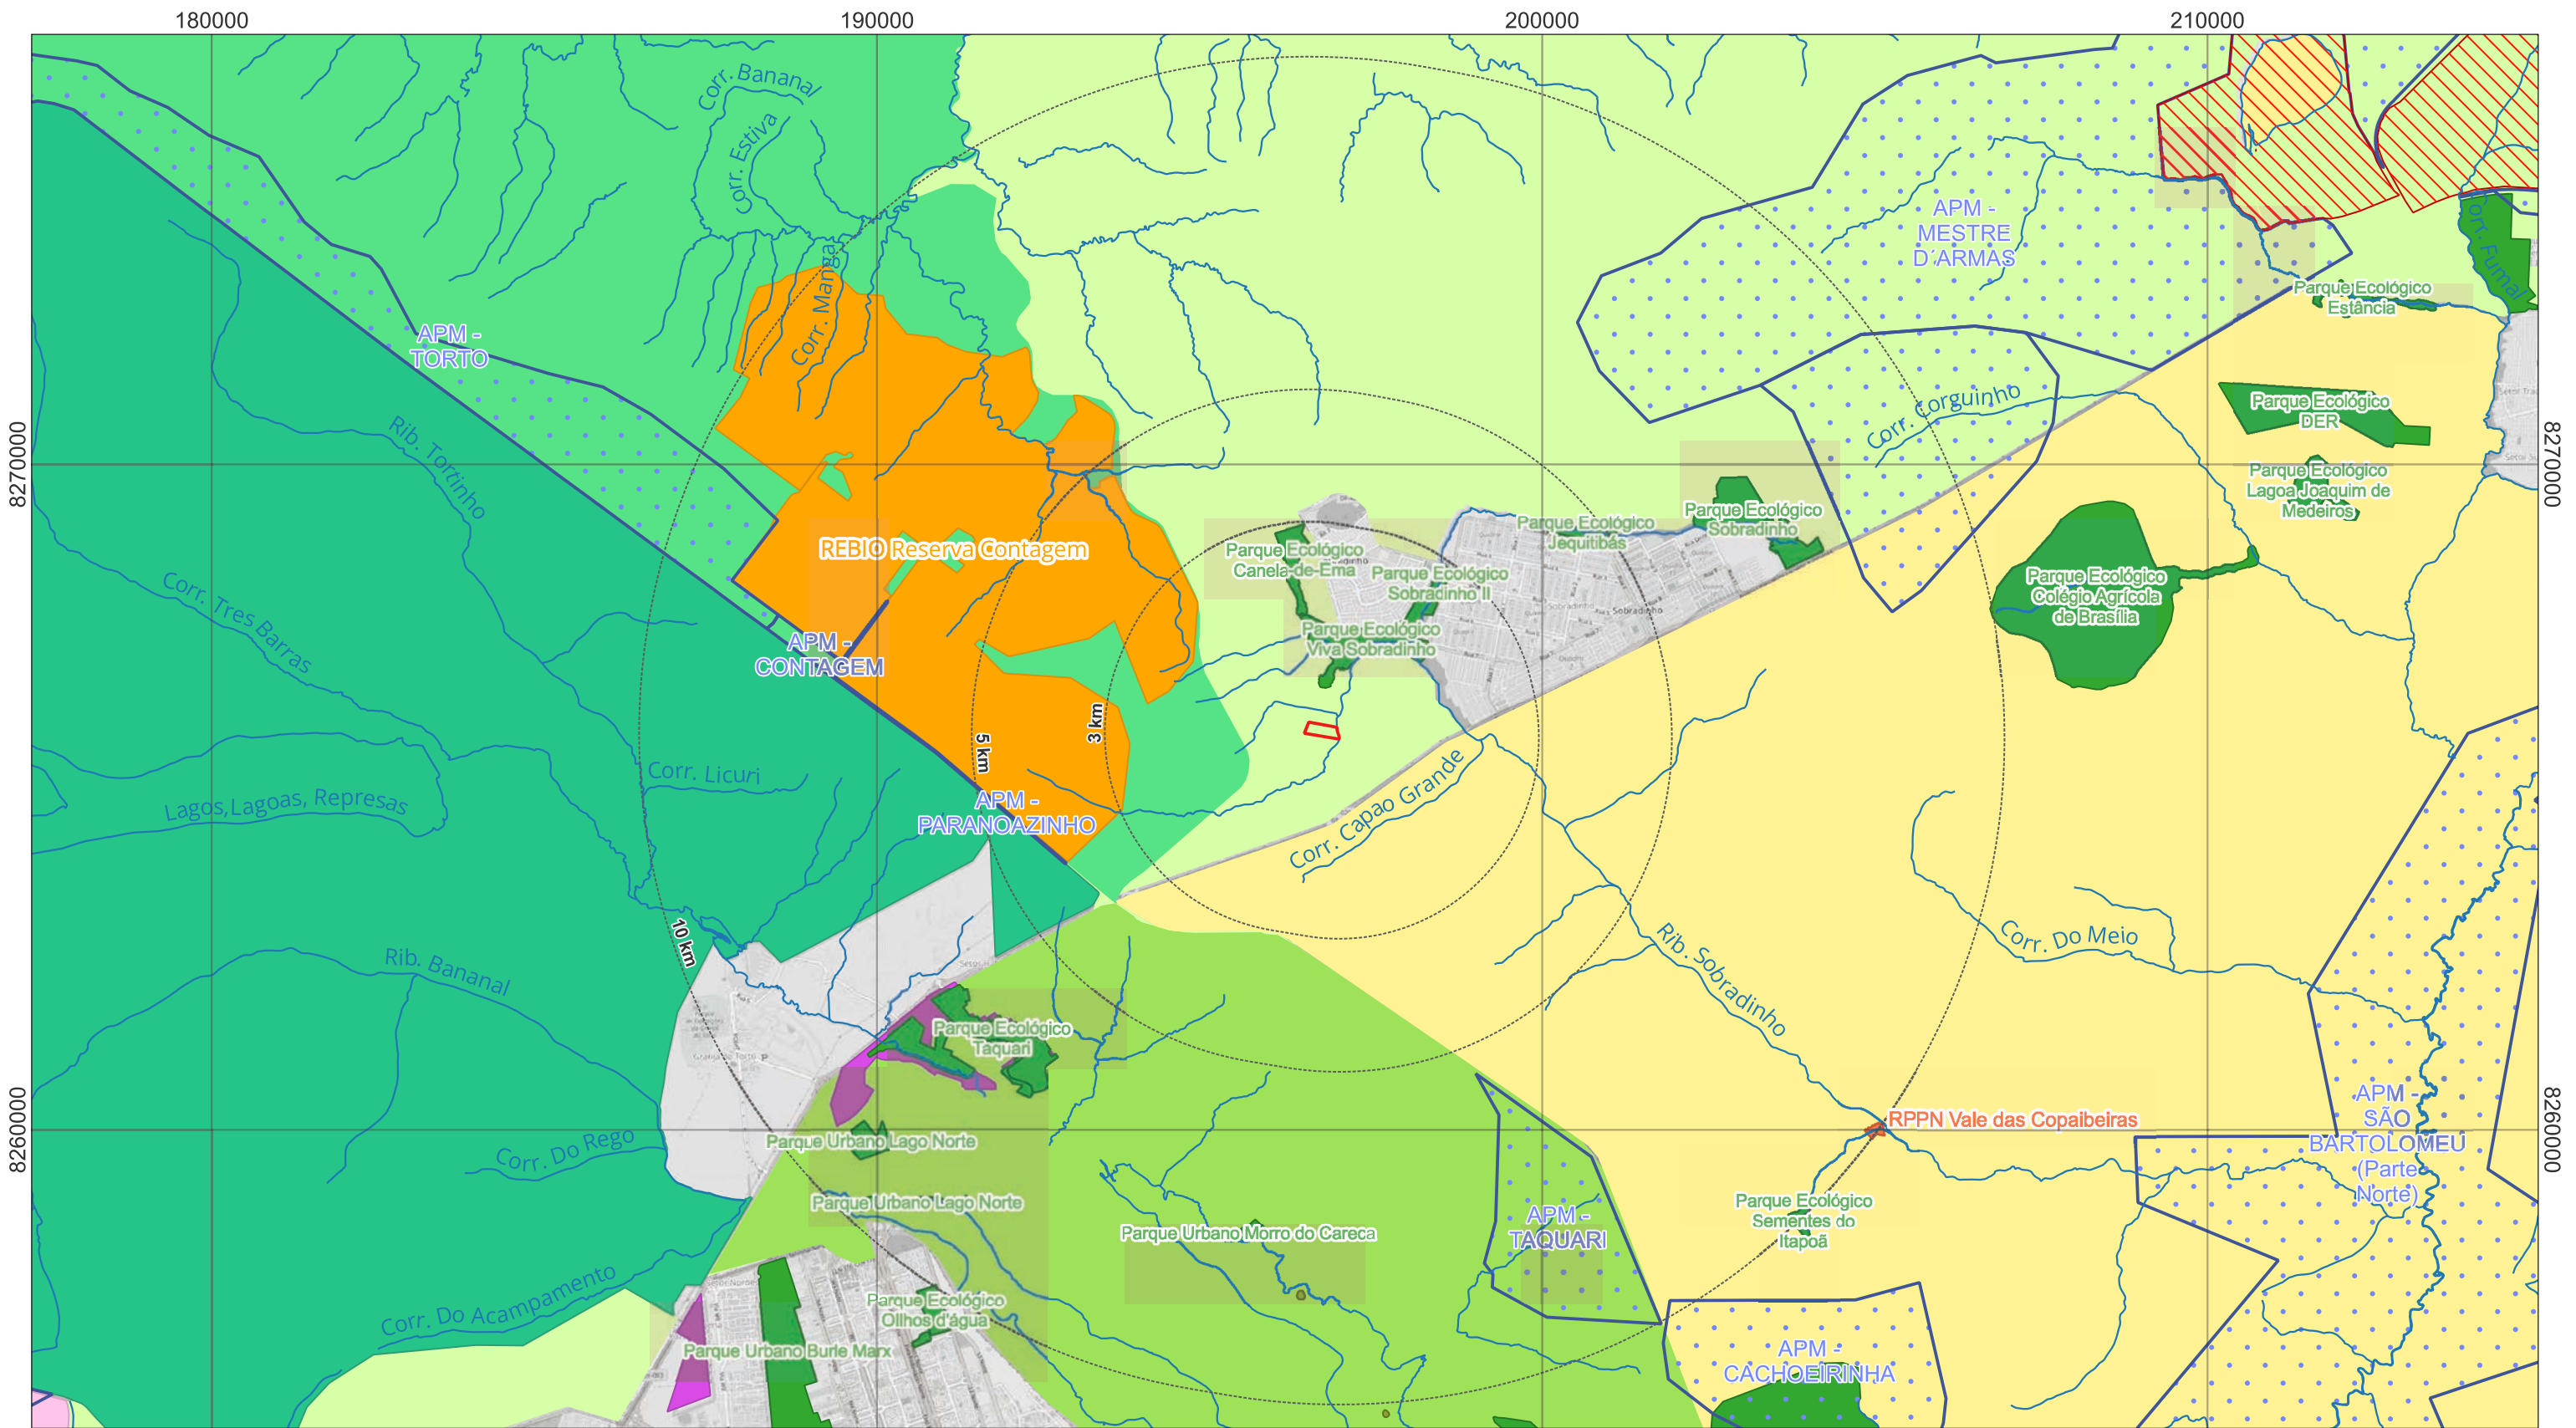 180000
190000
200000
210000
Corr. Bananal
Corr. Estiva
APM -
MESTRE
D´ARMAS
Corr. Fumal
Corr. Manga
Parque Ecológico
Estância
APM -
TORTO
Corr. Corguinho
Parque Ecológico
DER
Rib. Tortinho
8270000
8270000
Parque Ecológico
Lagoa Joaquim de
Medeiros
Parque Ecológico
Sobradinho
Parque Ecológico
Jequitibás
REBIO Reserva Contagem
Parque Ecológico
Canela-de-Ema
Parque Ecológico
Sobradinho II
Parque Ecológico
Colégio Agrícola
de Brasília
Sobradinho
Corr. Tres Barras
Parque Ecológico
Viva Sobradinho
APM -
CONTAGEM
3 km
5 km
Corr. Licuri
Lagos,Lagoas, Represas
APM -
PARANOAZINHO
Corr. Capao Grande
10 km
Rib. Bananal
Rib. Sobradinho
Corr. Do Meio
Parque Ecológico
Taquari
8260000
8260000
RPPN Vale das Copaibeiras
APM -
SÃO
BARTOLOMEU
(Parte
Norte)
Corr. Do Rego
Parque Urbano Lago Norte
Parque Urbano Lago Norte
Parque Urbano Morro do Careca
APM -
TAQUARI
Parque Ecológico
Sementes do
Itapoã
Corr. Do Acampamento
Parque Ecológico
Olhos d'água
Parque Urbano Burle Marx
APM -
CACHOEIRINHA